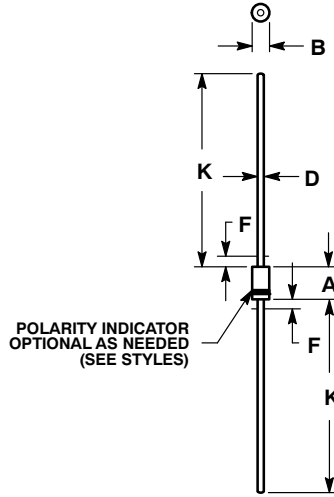 B
K
D
F
A
POLARITY INDICATOR
OPTIONAL AS NEEDED
(SEE STYLES)
F
K